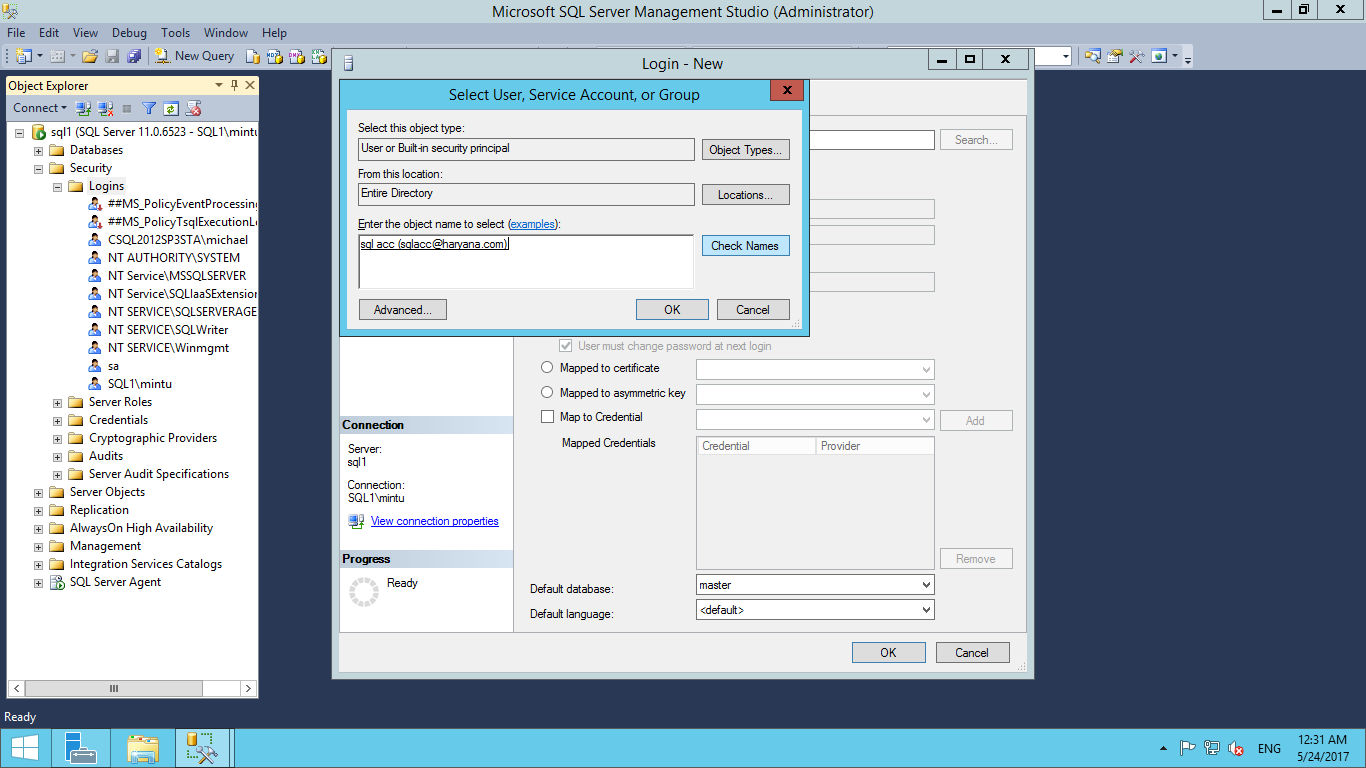 Microsoft SQL Server Management Studio (Administrator)
File Edit View Debug Tools Window Help
New Query
Object Explorer
Connect
sql1 (SQL Server 11.0.6523 - SQL1\mintu
Databases
Security
Logins
##MS_PolicyEventProcessing
##MS_PolicyTsqlExecutionLo
CSQL2012SP3STA\michael
NT AUTHORITY\SYSTEM
NT Service\MSSQLSERVER
NT Service\SQLIaaSExtension
NT SERVICE\SQLSERVERAGE
NT SERVICE\SQLWriter
NT SERVICE\Winmgmt
sa
SQL1\mintu
Server Roles
Credentials
Cryptographic Providers
Audits
Server Audit Specifications
Server Objects
Replication
AlwaysOn High Availability
Management
Integration Services Catalogs
SQL Server Agent
Login - New
Search...
Select User, Service Account, or Group
Select this object type:
User or Built-in security principal
Object Types...
From this location:
Entire Directory
Locations...
Enter the object name to select (examples):
sql acc (sqlacc@haryana.com)
Check Names
Advanced...
OK
Cancel
User must change password at next login
Mapped to certificate
Mapped to asymmetric key
Map to Credential
Add
Mapped Credentials
Credential Provider
Remove
Default database:
master
Default language:
<default>
Connection
Server:
sql1
Connection:
SQL1\mintu
View connection properties
Progress
Ready
OK
Cancel
Ready
ENG
12:31 AM
5/24/2017